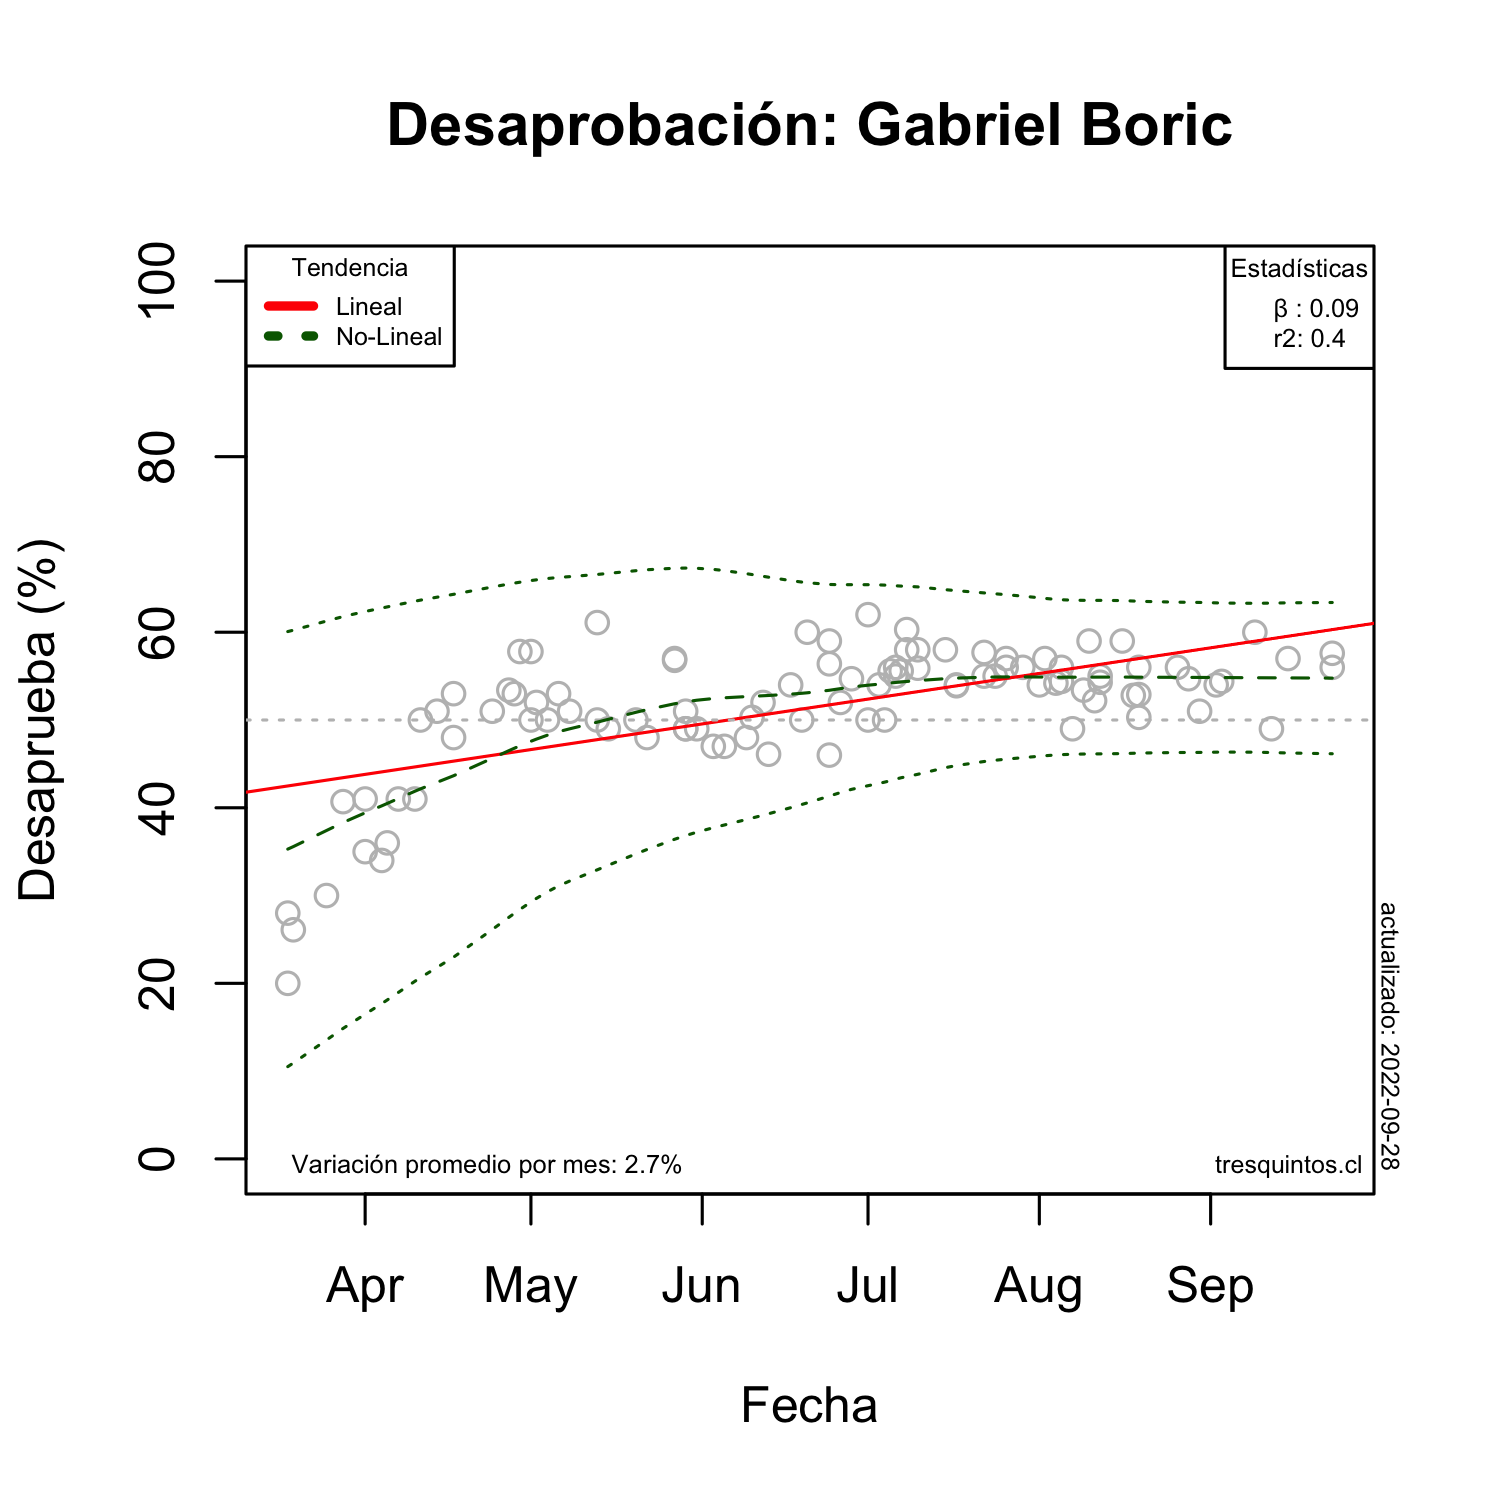 Desaprobación: Gabriel Boric
Tendencia
Lineal
No-Lineal
Estadísticas
β : 0.09
r2: 0.4
Desaprueba (%)
100
80
60
40
20
0
Variación promedio por mes: 2.7%
tresquintos.cl
actualizado: 2022-09-28
Apr May Jun Jul Aug Sep
Fecha